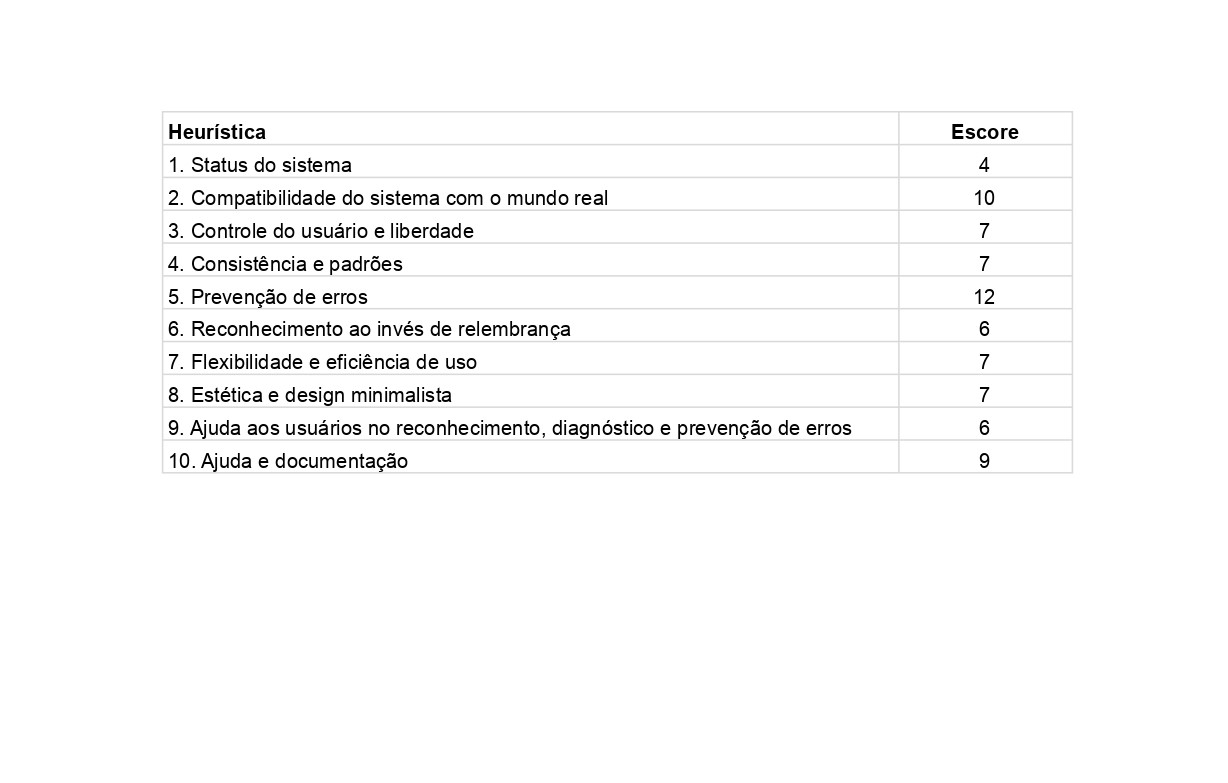 Heurística Escore
1. Status do sistema 4
2. Compatibilidade do sistema com o mundo real 10
3. Controle do usuário e liberdade 7
4. Consistência e padrões 7
5. Prevenção de erros 12
6. Reconhecimento ao invés de relembrança 6
7. Flexibilidade e eficiência de uso 7
8. Estética e design minimalista 7
9. Ajuda aos usuários no reconhecimento, diagnóstico e prevenção de erros 6
10. Ajuda e documentação 9